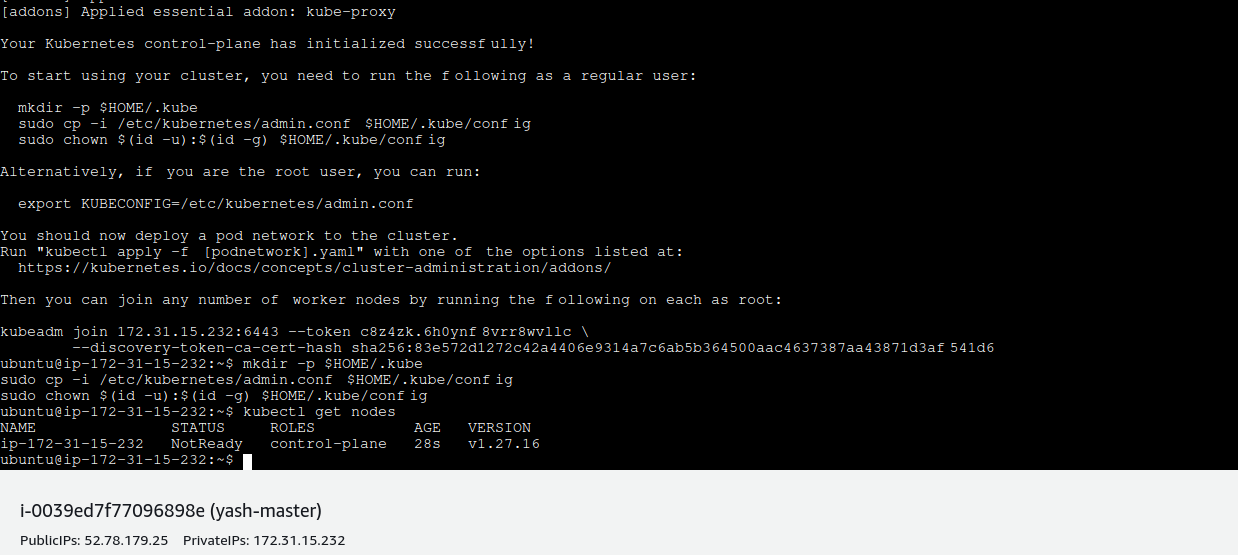 [addons] Applied essential addon: kube-proxy
Your Kubernetes control-plane has initialized successfully!
To start using your cluster, you need to run the following as a regular user:
mkdir -p $HOME/.kube
sudo cp -i /etc/kubernetes/admin.conf $HOME/.kube/config
sudo chown $(id -u):$(id -g) $HOME/.kube/config
Alternatively, if you are the root user, you can run:
export KUBECONFIG=/etc/kubernetes/admin.conf
You should now deploy a pod network to the cluster.
Run "kubectl apply -f [podnetwork].yaml" with one of the options listed at:
https://kubernetes.io/docs/concepts/cluster-administration/addons/
Then you can join any number of worker nodes by running the following on each as root:
kubeadm join 172.31.15.232:6443 --token c8z4zk.6h0ynf8vrr8wvllc \
--discovery-token-ca-cert-hash sha256:83e572d1272c42a4406e9314a7c6ab5b364500aac4637387aa43871d3af541d6
ubuntu@ip-172-31-15-232:~$ mkdir -p $HOME/.kube
sudo cp -i /etc/kubernetes/admin.conf $HOME/.kube/config
sudo chown $(id -u):$(id -g) $HOME/.kube/config
ubuntu@ip-172-31-15-232:~$ kubectl get nodes
NAME STATUS ROLES AGE VERSION
ip-172-31-15-232 NotReady control-plane 28s v1.27.16
ubuntu@ip-172-31-15-232:~$
i-0039ed7f77096898e (yash-master)
PublicIPs: 52.78.179.25 PrivateIPs: 172.31.15.232